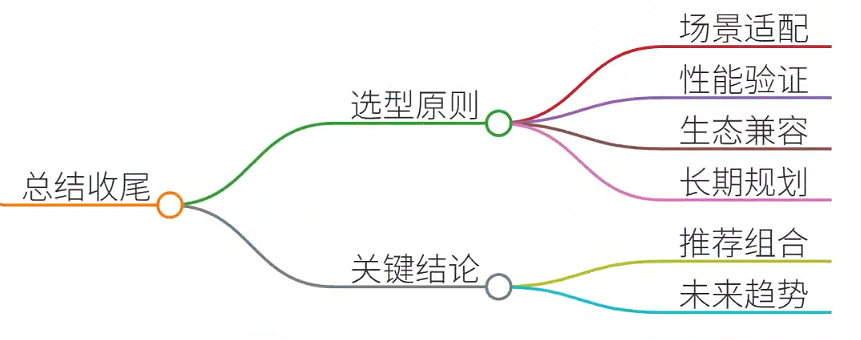 总结收尾
选型原则
场景适配
性能验证
生态兼容
长期规划
关键结论
推荐组合
未来趋势